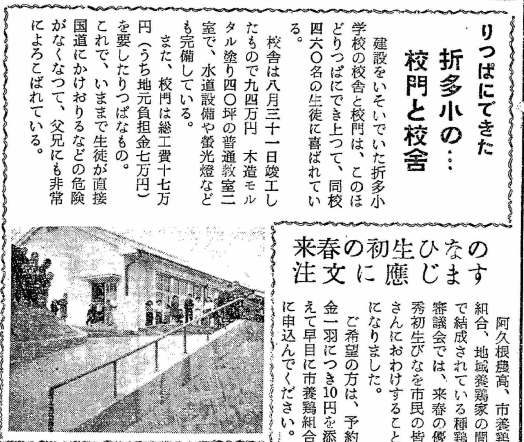 りつぱにできた
折多小の…
校門と校舎
建設をいそいでいた折多小
学校の校舎と校門は、このほ
どりつぱにでき上つて、同校
四六〇名の生徒に喜ばれてい
る。
校舎は八月三十一日竣工し
たもので九四万円　木造モル
タル塗り四〇坪の普通教室二
室で、水道設備や螢光燈など
も完備している。
また、校門は総工費十七万
円（うち地元負担金七万円）
を要したりつぱなもの。
これで、いままで生徒が直接
国道にかけおりるなどの危険
がなくなつて、父兄にも非常
によろこばれている。
来春の初生ひなの
注文に應じます
阿久根農高、市養鶏
組合、地域養鶏家の間
で結成されている種鶏
審議会では、来春の優
秀初生びなを市民の皆
さんにおわけすること
になりました。
ご希望の方は、予約
金一羽につき10円を添
えて早目に市養鶏組合
に申込んでください。